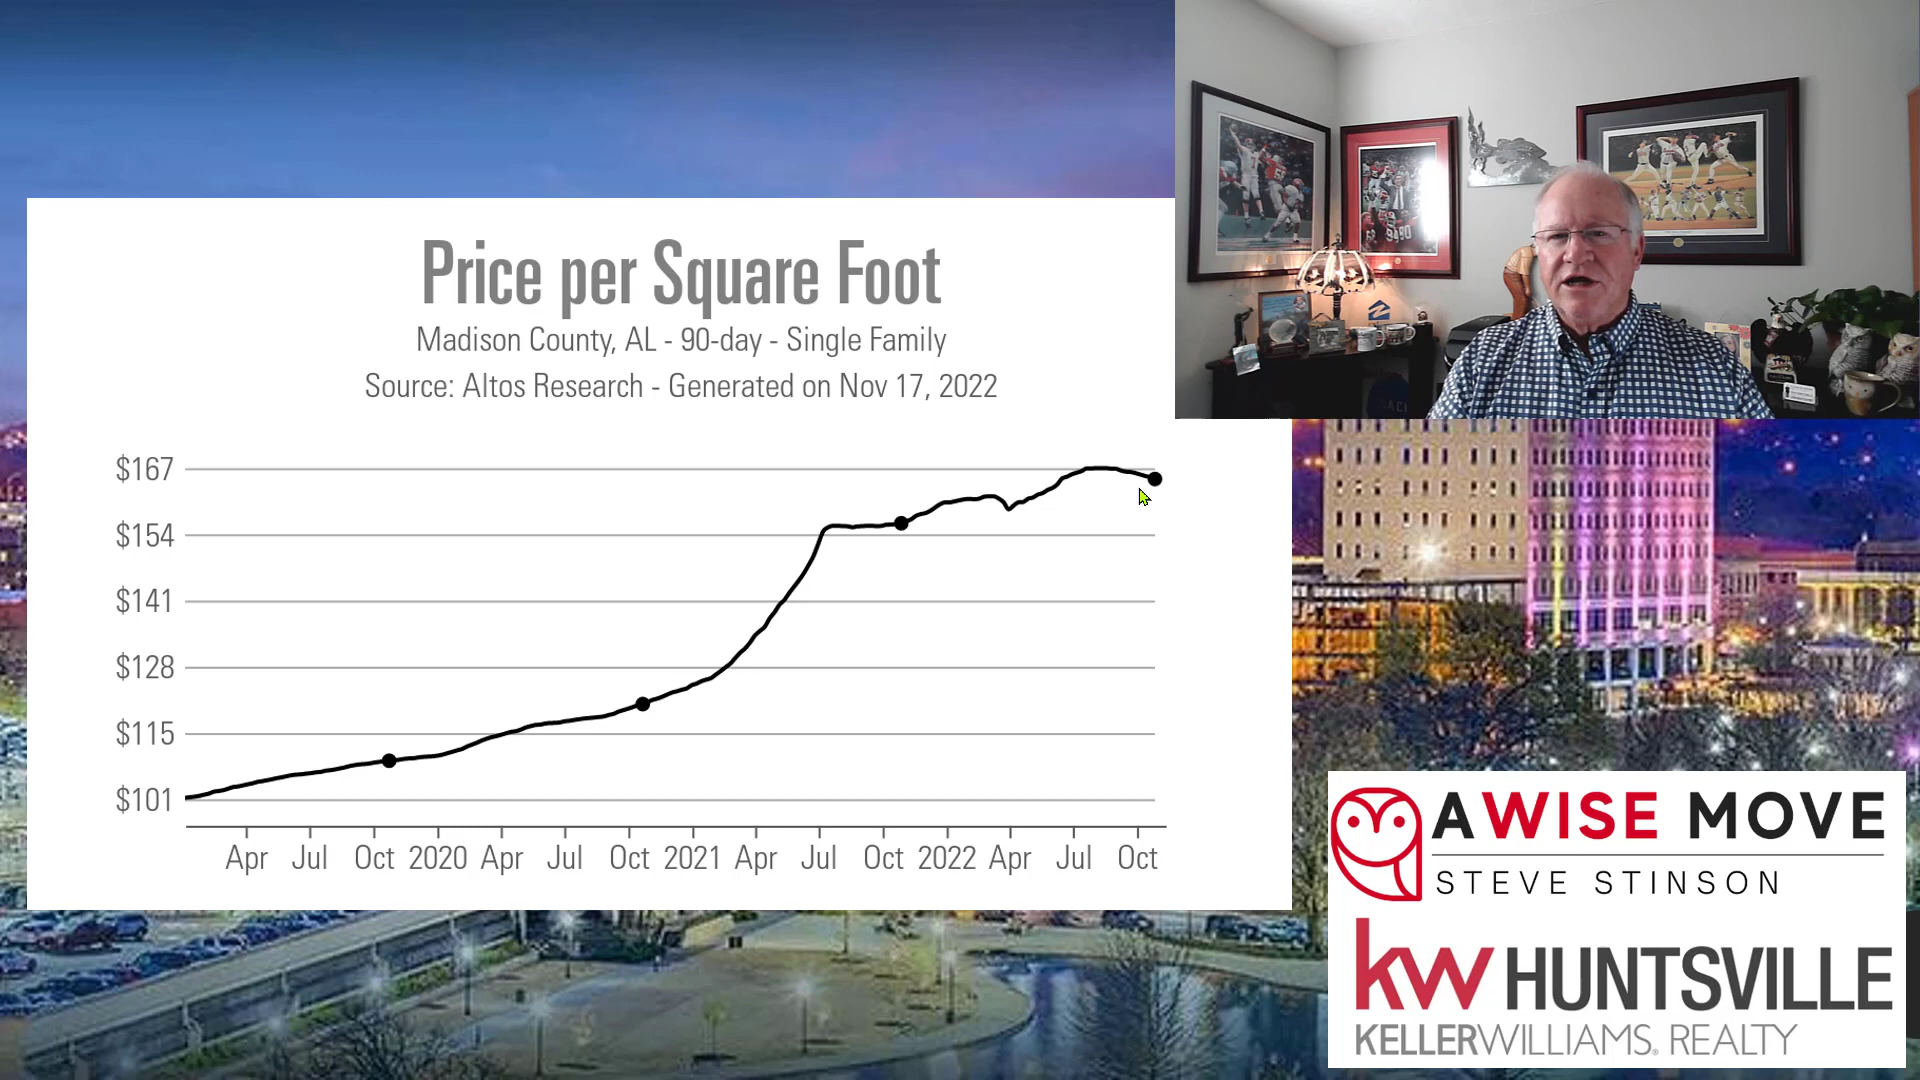 Price per Square Foot
Madison County, AL - 90-day - Single Family
Source: Altos Research - Generated on Nov 17, 2022
$167
$154
$141
$128
$115
$101
Apr Jul Oct 2020 Apr Jul Oct 2021 Apr Jul Oct 2022 Apr Jul Oct
A WISE MOVE
STEVE STINSON
kw HUNTSVILLE
KELLERWILLIAMS. REALTY